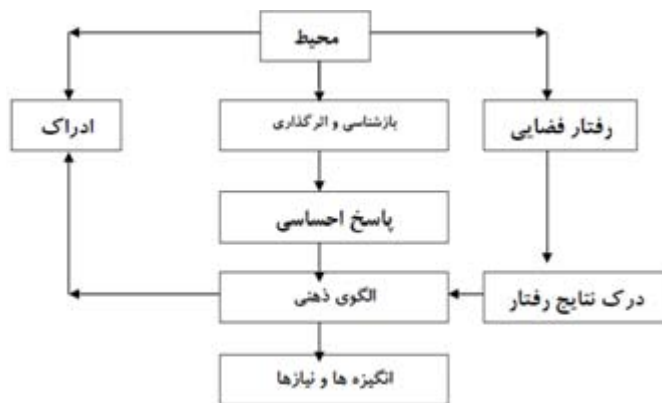 محیط
رفتار فضایی
بازشناسی و اثرگذاری
ادراک
پاسخ احساسی
درک نتایج رفتار
الگوی ذهنی
انگیزه ها و نیازها